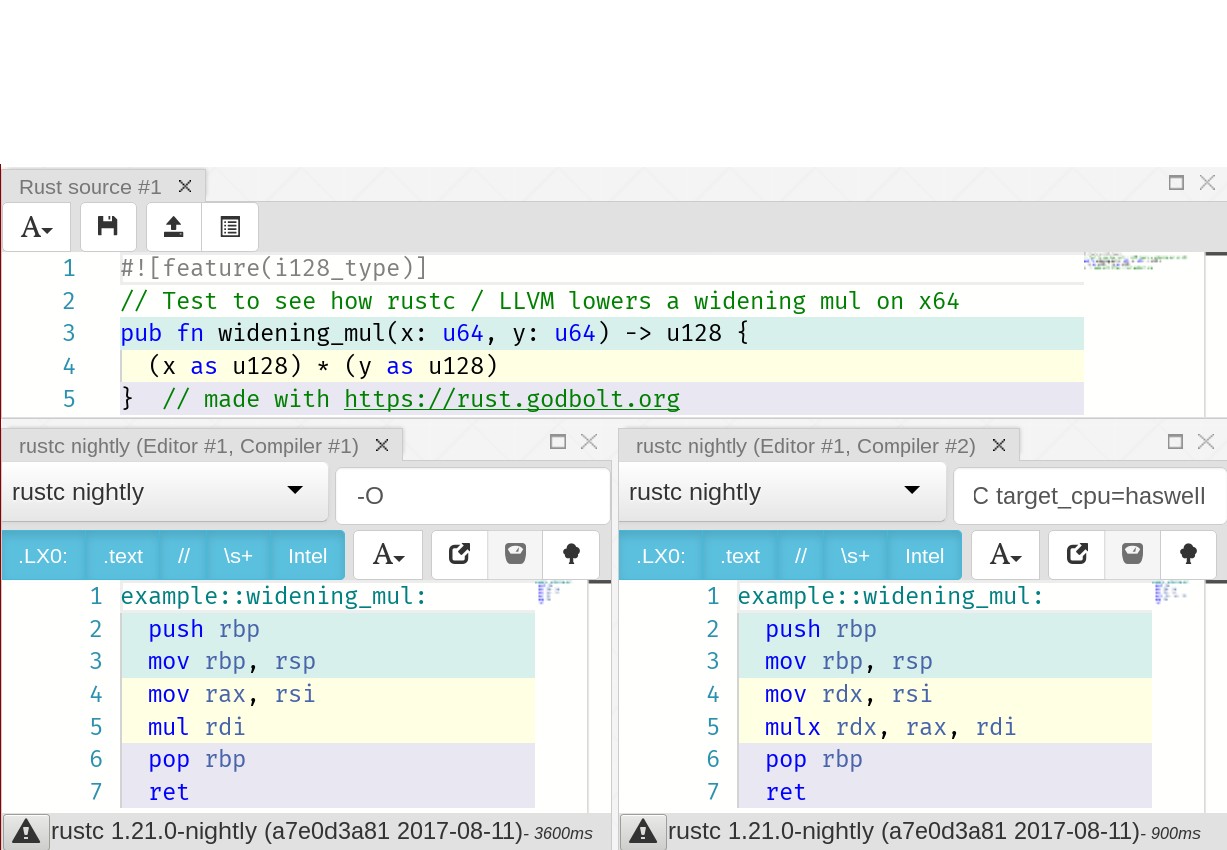 Rust source #1
A
1 #![feature(i128_type)]
2 // Test to see how rustc / LLVM lowers a widening mul on x64
3 pub fn widening_mul(x: u64, y: u64) -> u128 {
4 (x as u128) * (y as u128)
5 } // made with https://rust.godbolt.org
rustc nightly (Editor #1, Compiler #1)
rustc nightly
-O
.LX0: .text // \s+ Intel A
1 example::widening_mul:
2 push rbp
3 mov rbp, rsp
4 mov rax, rsi
5 mul rdi
6 pop rbp
7 ret
rustc 1.21.0-nightly (a7e0d3a81 2017-08-11)- 3600ms
rustc nightly (Editor #1, Compiler #2)
rustc nightly
C target_cpu=haswell
.LX0: .text // \s+ Intel A
1 example::widening_mul:
2 push rbp
3 mov rbp, rsp
4 mov rdx, rsi
5 mulx rdx, rax, rdi
6 pop rbp
7 ret
rustc 1.21.0-nightly (a7e0d3a81 2017-08-11)- 900ms